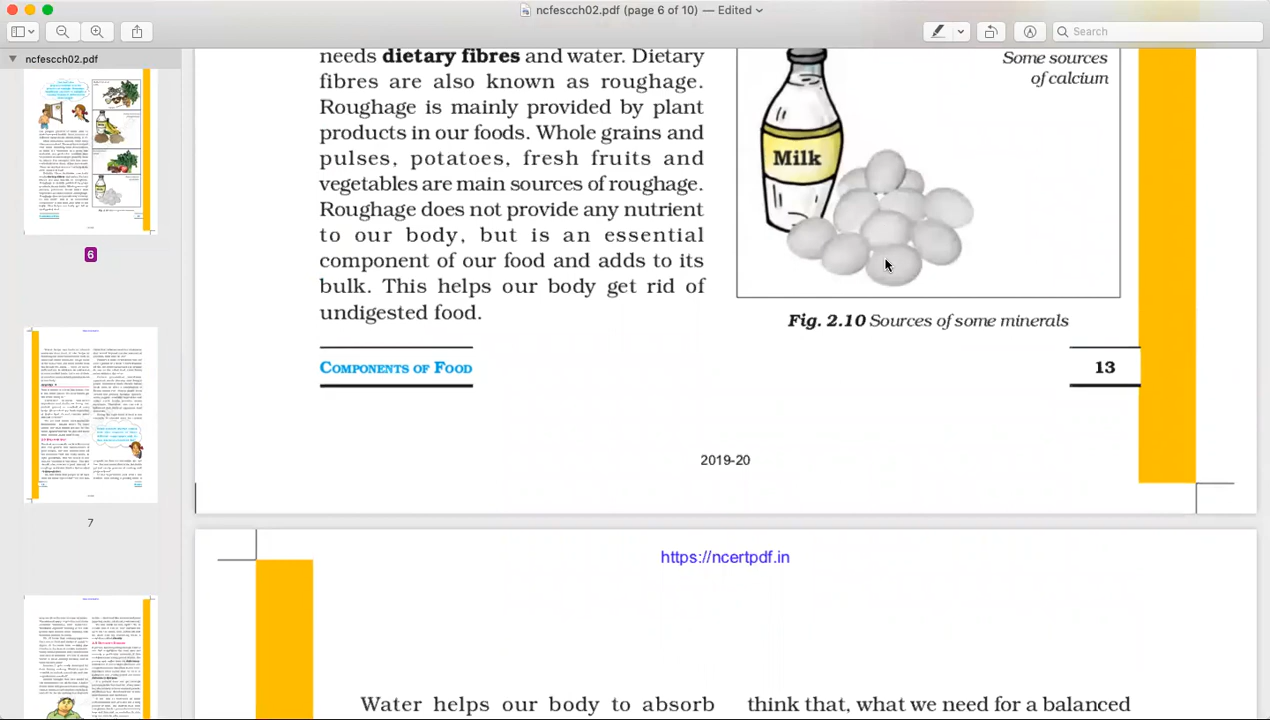 ncfescch02.pdf (page 6 of 10) — Edited
Search
ncfescch02.pdf
6
7
needs dietary fibres and water. Dietary
fibres are also known as roughage.
Roughage is mainly provided by plant
products in our foods. Whole grains and
pulses, potatoes, fresh fruits and
vegetables are main sources of roughage.
Roughage does not provide any nutrient
to our body, but is an essential
component of our food and adds to its
bulk. This helps our body get rid of
undigested food.
Some sources
of calcium
Milk
Fig. 2.10 Sources of some minerals
COMPONENTS OF FOOD
13
2019-20
https://ncertpdf.in
Water helps our body to absorb
think that, what we need for a balanced